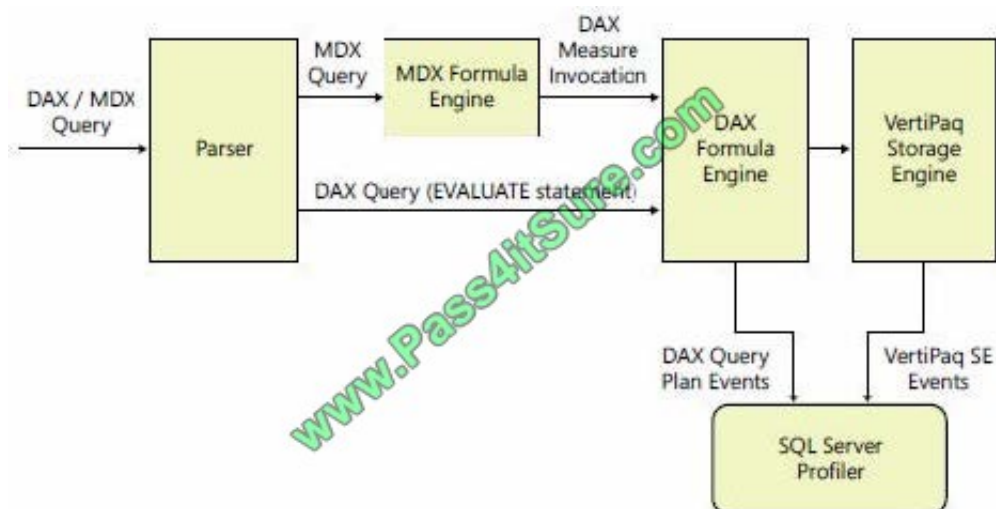 DAX / MDX
Query
Parser
MDX
Query
MDX Formula
Engine
DAX
Measure
Invocation
DAX Query (EVALUATE statement)
DAX
Formula
Engine
VertiPaq
Storage
Engine
DAX Query
Plan Events
VertiPaq SE
Events
SQL Server
Profiler
www.Pass4itSure.com